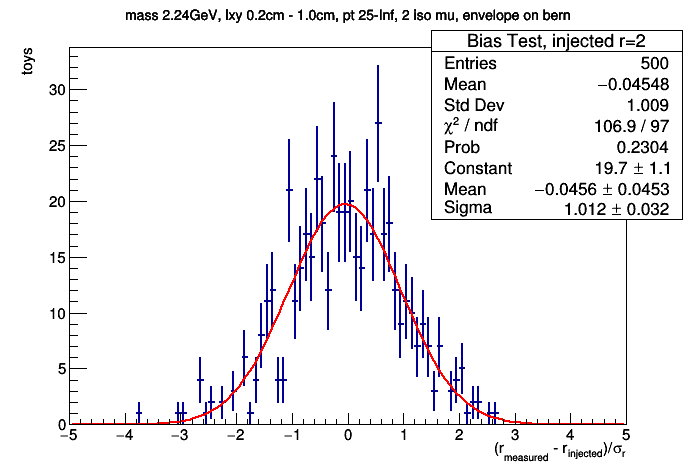 mass 2.24GeV, lxy 0.2cm - 1.0cm, pt 25-Inf, 2 iso mu, envelope on bern
Bias Test, injected r=2
Entries 500
Mean −0.04548
Std Dev 1.009
χ² / ndf 106.9 / 97
Prob 0.2304
Constant 19.7 ± 1.1
Mean −0.0456 ± 0.0453
Sigma 1.012 ± 0.032
toys
30
25
20
15
10
5
0
−5 −4 −3 −2 −1 0 1 2 3 4 5
(r_measured - r_injected)/σ_r